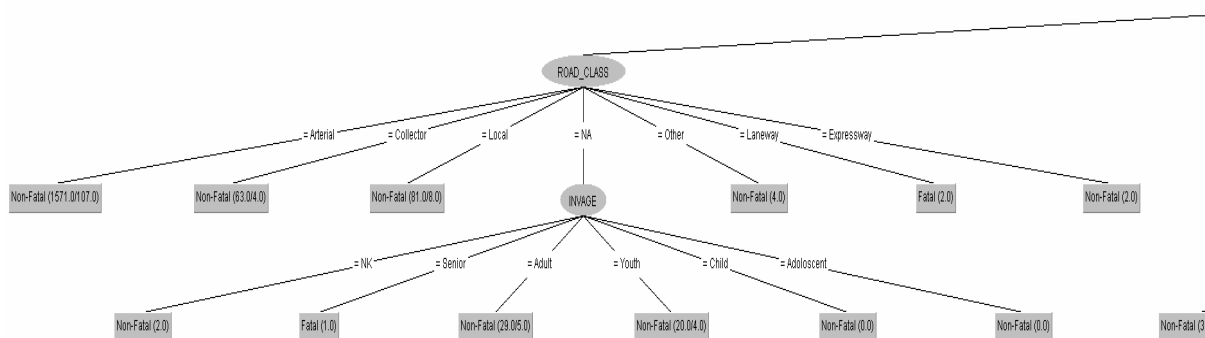 ROAD_CLASS
= Arterial
= Collector
= Local
= NA
= Other
= Laneway
= Expressway
Non-Fatal (1571.0/107.0)
Non-Fatal (63.0/4.0)
Non-Fatal (81.0/8.0)
INVAGE
Non-Fatal (4.0)
Fatal (2.0)
Non-Fatal (2.0)
= NK
= Senior
= Adult
= Youth
= Child
= Adoloscent
Non-Fatal (2.0)
Fatal (1.0)
Non-Fatal (29.0/5.0)
Non-Fatal (20.0/4.0)
Non-Fatal (0.0)
Non-Fatal (0.0)
Non-Fatal (3